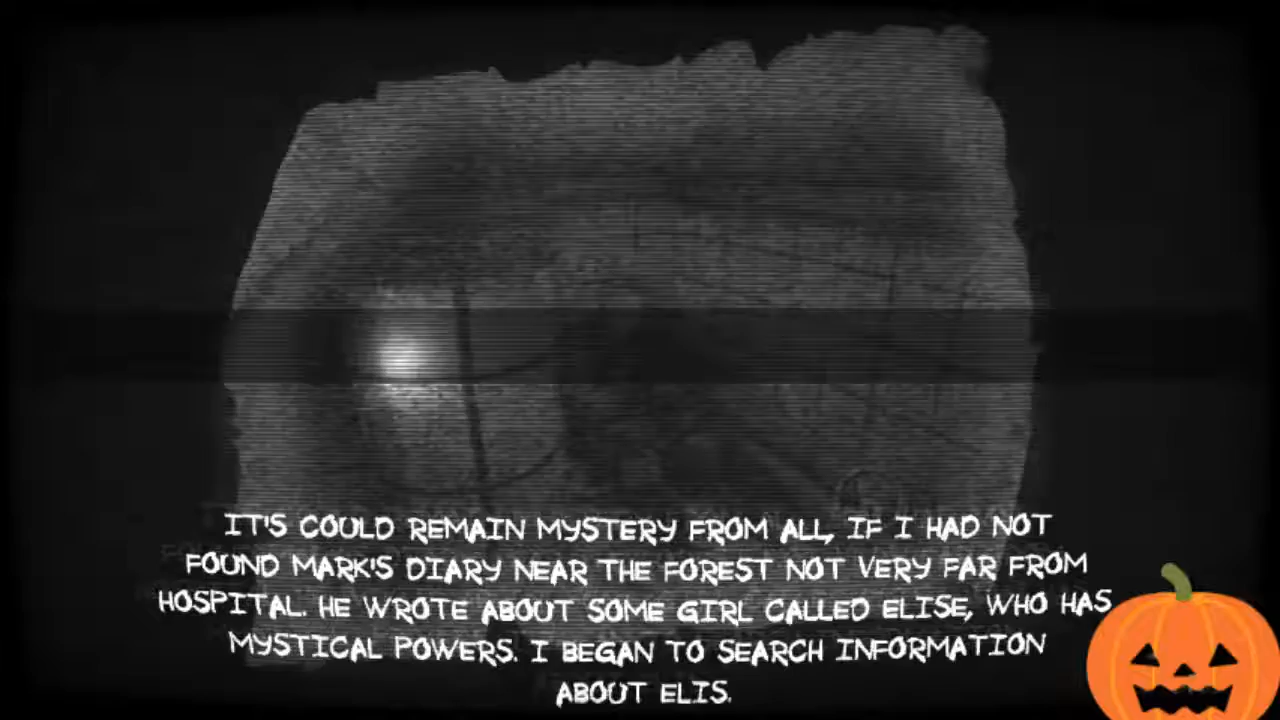 IT'S COULD REMAIN MYSTERY FROM ALL, IF I HAD NOT
FOUND MARK'S DIARY NEAR THE FOREST NOT VERY FAR FROM
HOSPITAL. HE WROTE ABOUT SOME GIRL CALLED ELISE, WHO HAS
MYSTICAL POWERS. I BEGAN TO SEARCH INFORMATION
ABOUT ELIS.